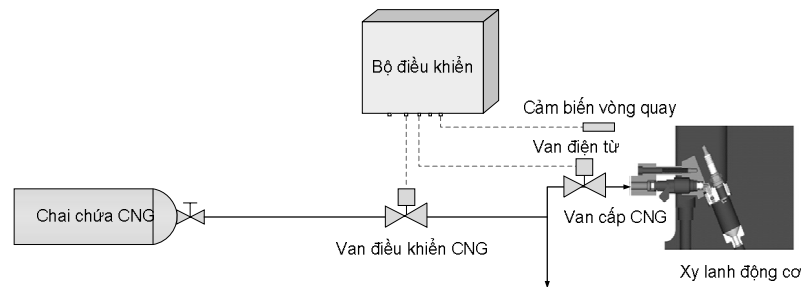 Bộ điều khiển
Cảm biến vòng quay
Van điện từ
Chai chứa CNG
Van cấp CNG
Van điều khiển CNG
Xy lanh động cơ